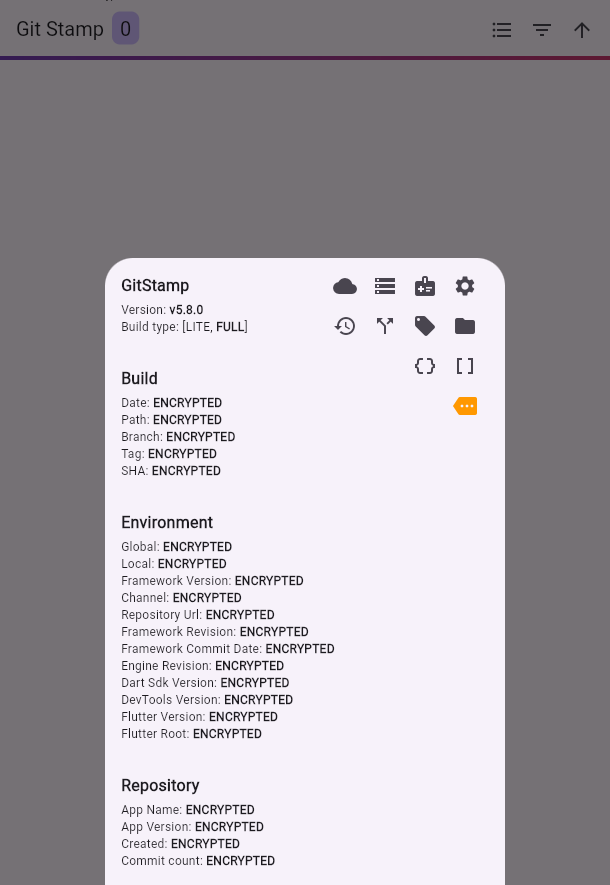 Git Stamp 0
GitStamp
Version: v5.8.0
Build type: [LITE, FULL]
Build
Date: ENCRYPTED
Path: ENCRYPTED
Branch: ENCRYPTED
Tag: ENCRYPTED
SHA: ENCRYPTED
Environment
Global: ENCRYPTED
Local: ENCRYPTED
Framework Version: ENCRYPTED
Channel: ENCRYPTED
Repository Url: ENCRYPTED
Framework Revision: ENCRYPTED
Framework Commit Date: ENCRYPTED
Engine Revision: ENCRYPTED
Dart Sdk Version: ENCRYPTED
DevTools Version: ENCRYPTED
Flutter Version: ENCRYPTED
Flutter Root: ENCRYPTED
Repository
App Name: ENCRYPTED
App Version: ENCRYPTED
Created: ENCRYPTED
Commit count: ENCRYPTED